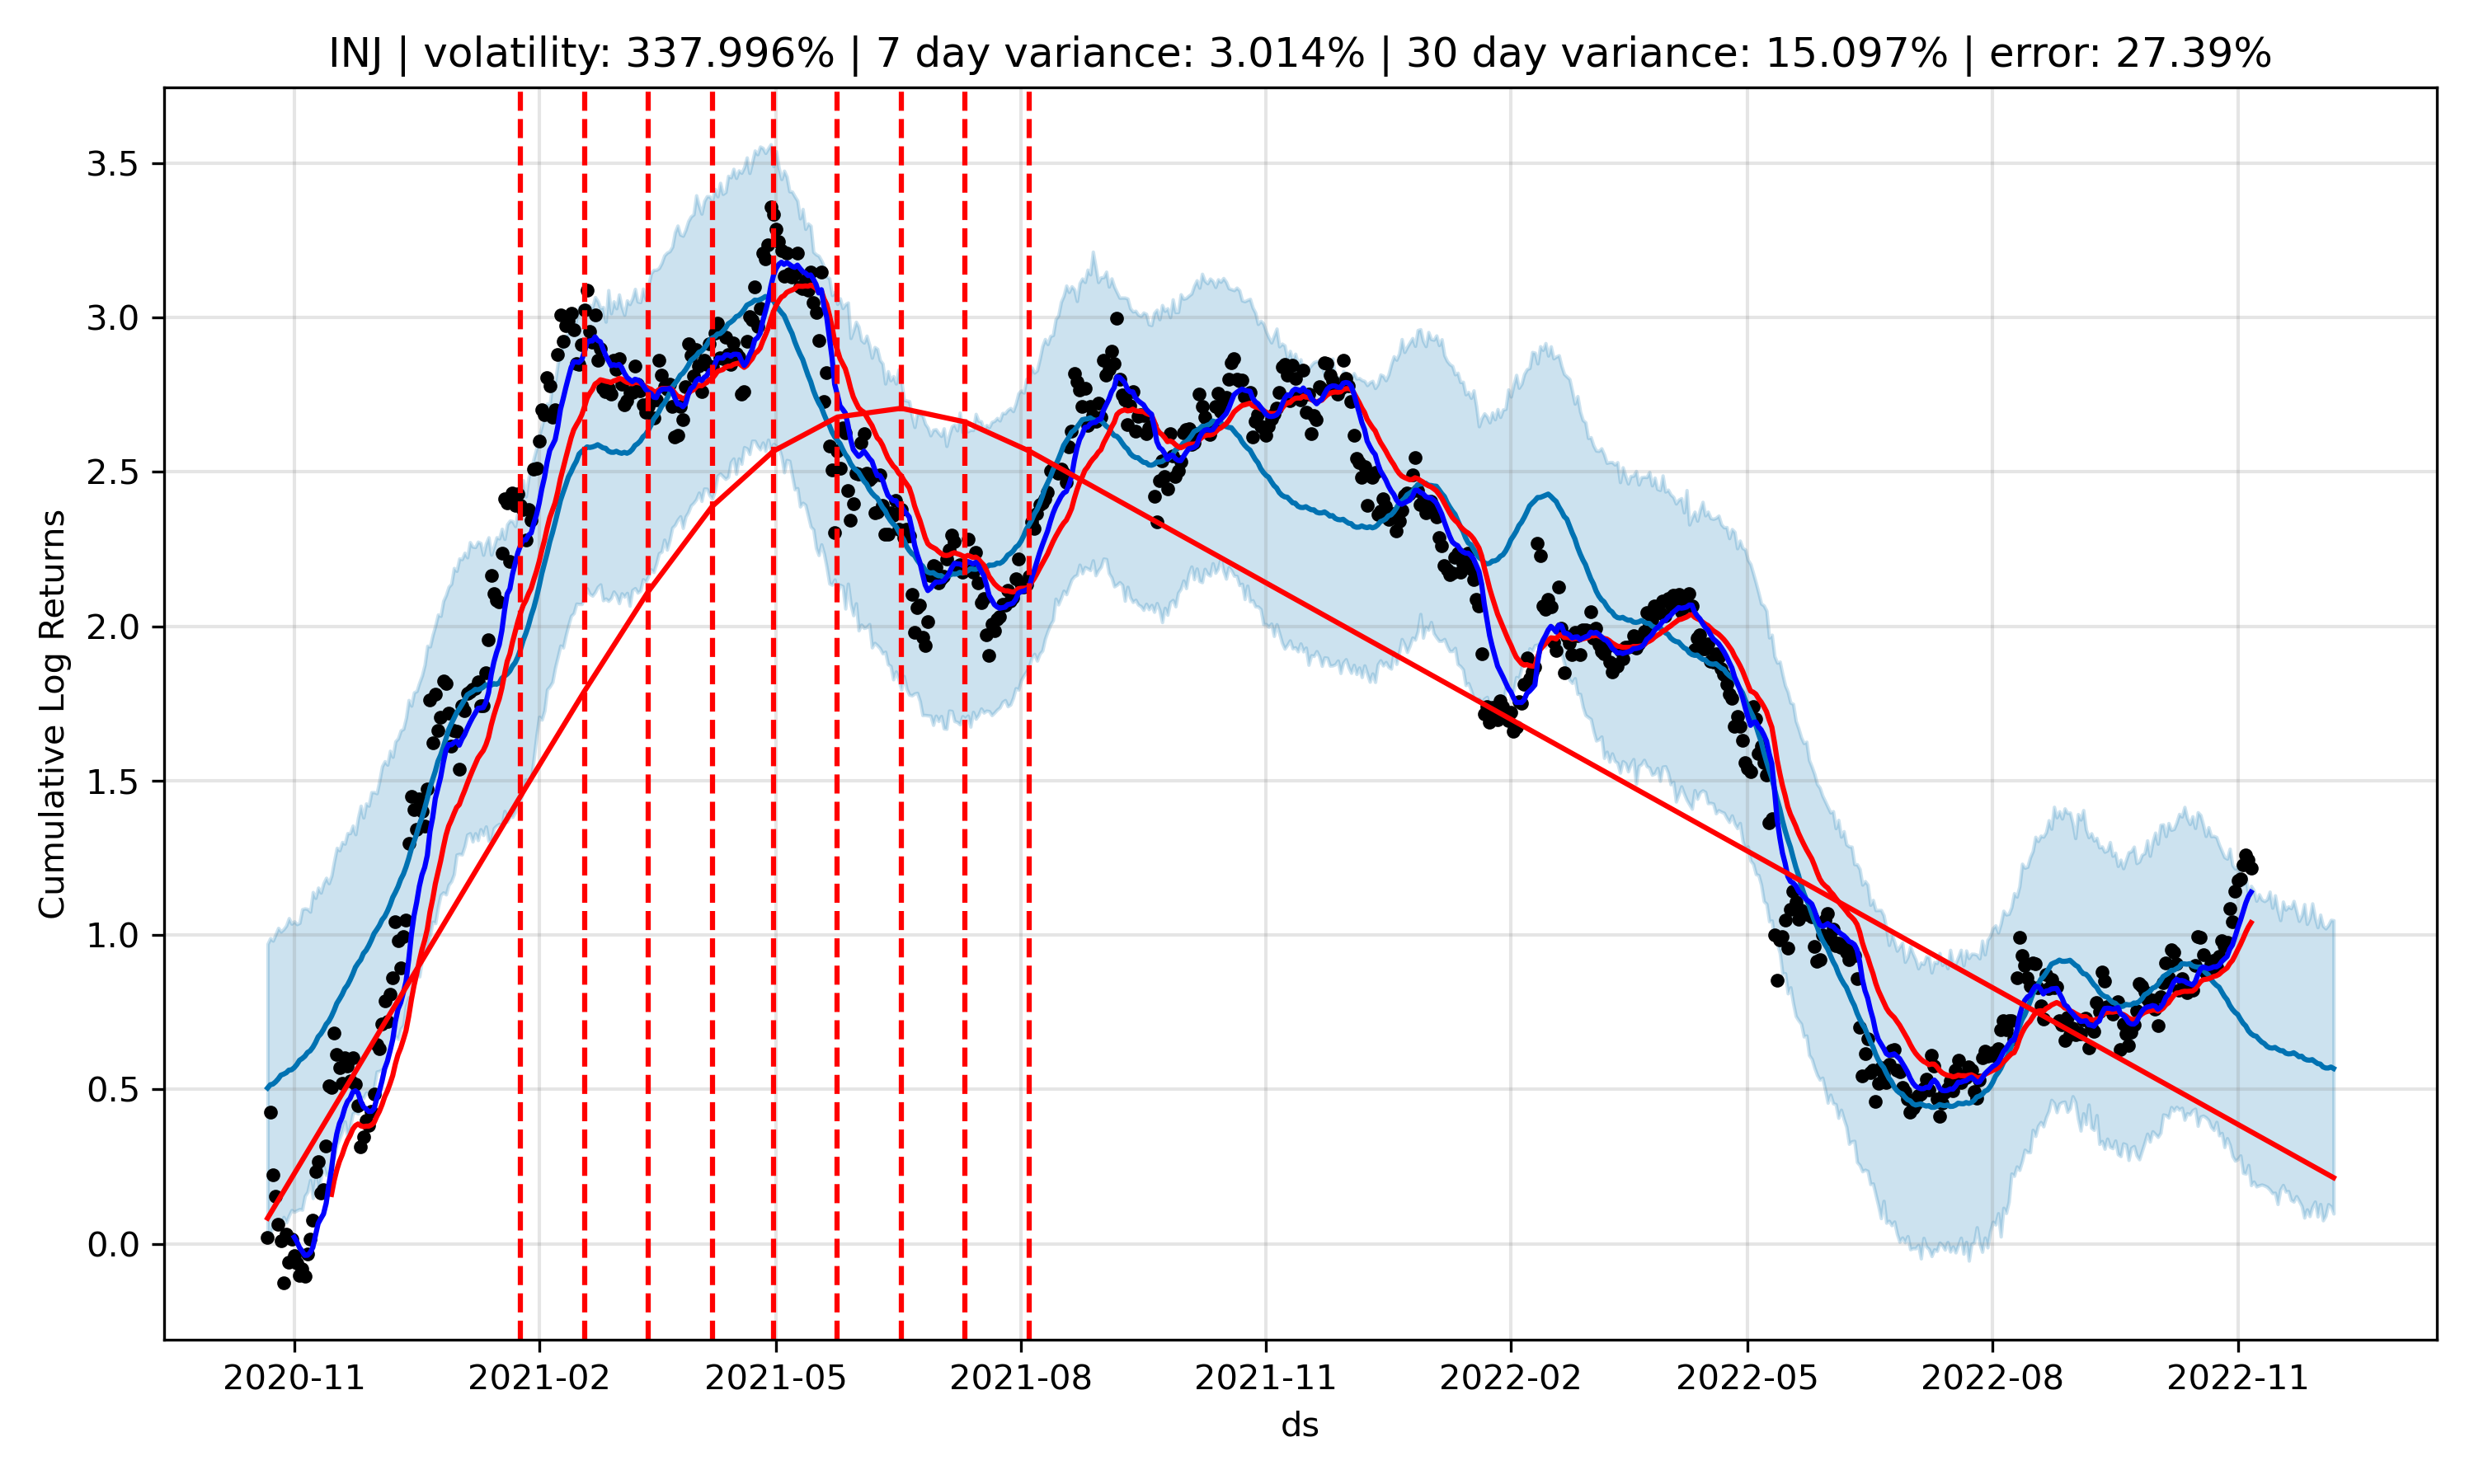 INJ | volatility: 337.996% | 7 day variance: 3.014% | 30 day variance: 15.097% | error: 27.39%
3.5
3.0
2.5
2.0
1.5
1.0
0.5
0.0
Cumulative Log Returns
2020-11 2021-02 2021-05 2021-08 2021-11 2022-02 2022-05 2022-08 2022-11
ds